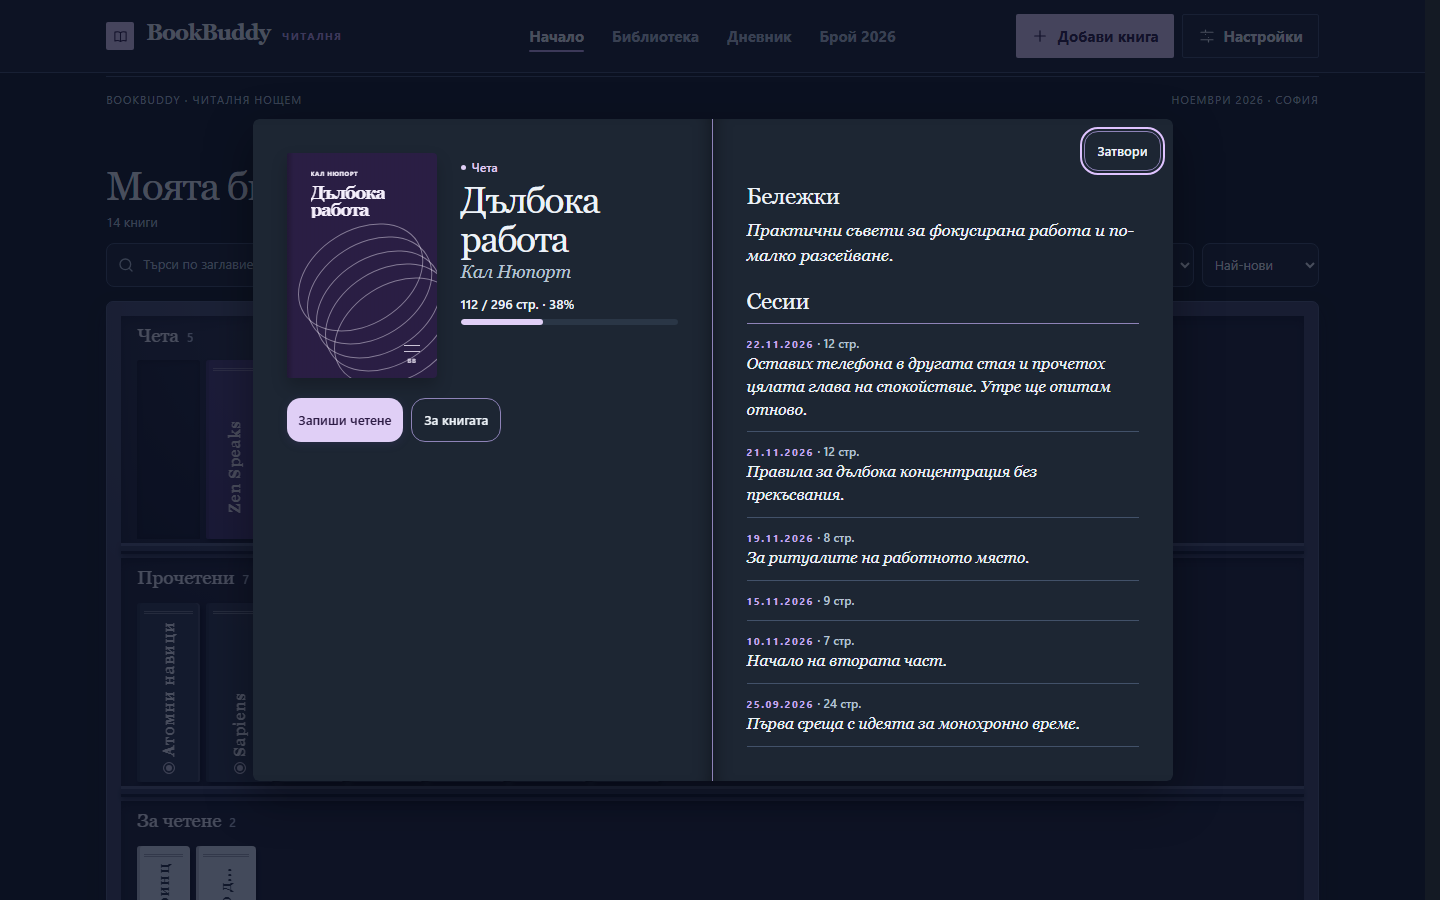 BookBuddy ЧИТАЛНЯ
Начало
Библиотека
Дневник
Брой 2026
Добави книга
Настройки
BOOKBUDDY · ЧИТАЛНЯ НОЩЕМ
НОЕМВРИ 2026 · СОФИЯ
Моята
14 книги
Търси по заглавие
Най-нови
Чета 5
Zen Speaks
Прочетени 7
Атомни навици
Sapiens
За четене 2
КАЛ НЮПОРТ
Дълбока
работа
BB
Чета
Дълбока
работа
Кал Нюпорт
112 / 296 стр. · 38%
Запиши четене
За книгата
Затвори
Бележки
Практични съвети за фокусирана работа и по-
малко разсейване.
Сесии
22.11.2026 · 12 стр.
Оставих телефона в другата стая и прочетох
цялата глава на спокойствие. Утре ще опитам
отново.
21.11.2026 · 12 стр.
Правила за дълбока концентрация без
прекъсвания.
19.11.2026 · 8 стр.
За ритуалите на работното място.
15.11.2026 · 9 стр.
10.11.2026 · 7 стр.
Начало на втората част.
25.09.2026 · 24 стр.
Първа среща с идеята за монохронно време.